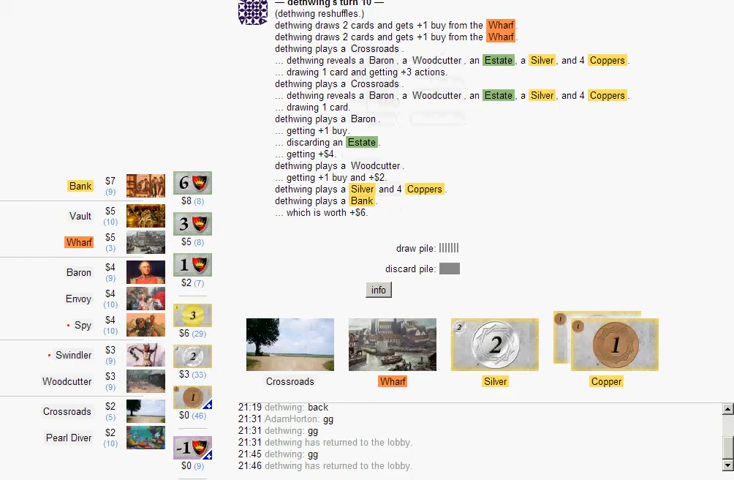 — dethwing's turn 10 —
(dethwing reshuffles.)
dethwing draws 2 cards and gets +1 buy from the Wharf.
dethwing draws 2 cards and gets +1 buy from the Wharf.
dethwing plays a Crossroads.
... dethwing reveals a Baron, a Woodcutter, an Estate, a Silver, and 4 Coppers.
... drawing 1 card and getting +3 actions.
dethwing plays a Crossroads.
... dethwing reveals a Baron, a Woodcutter, an Estate, a Silver, and 4 Coppers.
... drawing 1 card.
dethwing plays a Baron.
... getting +1 buy.
... discarding an Estate.
... getting +$4.
dethwing plays a Woodcutter.
... getting +1 buy and +$2.
dethwing plays a Silver and 4 Coppers.
dethwing plays a Bank.
... which is worth +$6.
draw pile:
discard pile:
info
Bank $7 (9)
Vault $5 (10)
Wharf $5 (3)
Baron $4 (9)
Envoy $4 (10)
• Spy $4 (10)
• Swindler $3 (9)
Woodcutter $3 (9)
Crossroads $2 (5)
Pearl Diver $2 (10)
6
$8 (8)
3
$5 (8)
1
$2 (7)
3
$6 (29)
2
$3 (33)
1
$0 (46)
-1
$0 (9)
2 2
1 1 1
Crossroads Wharf Silver Copper
21:19 dethwing: back
21:31 AdamHorton: gg
21:31 dethwing: gg
21:31 dethwing has returned to the lobby.
21:45 dethwing: gg
21:46 dethwing has returned to the lobby.